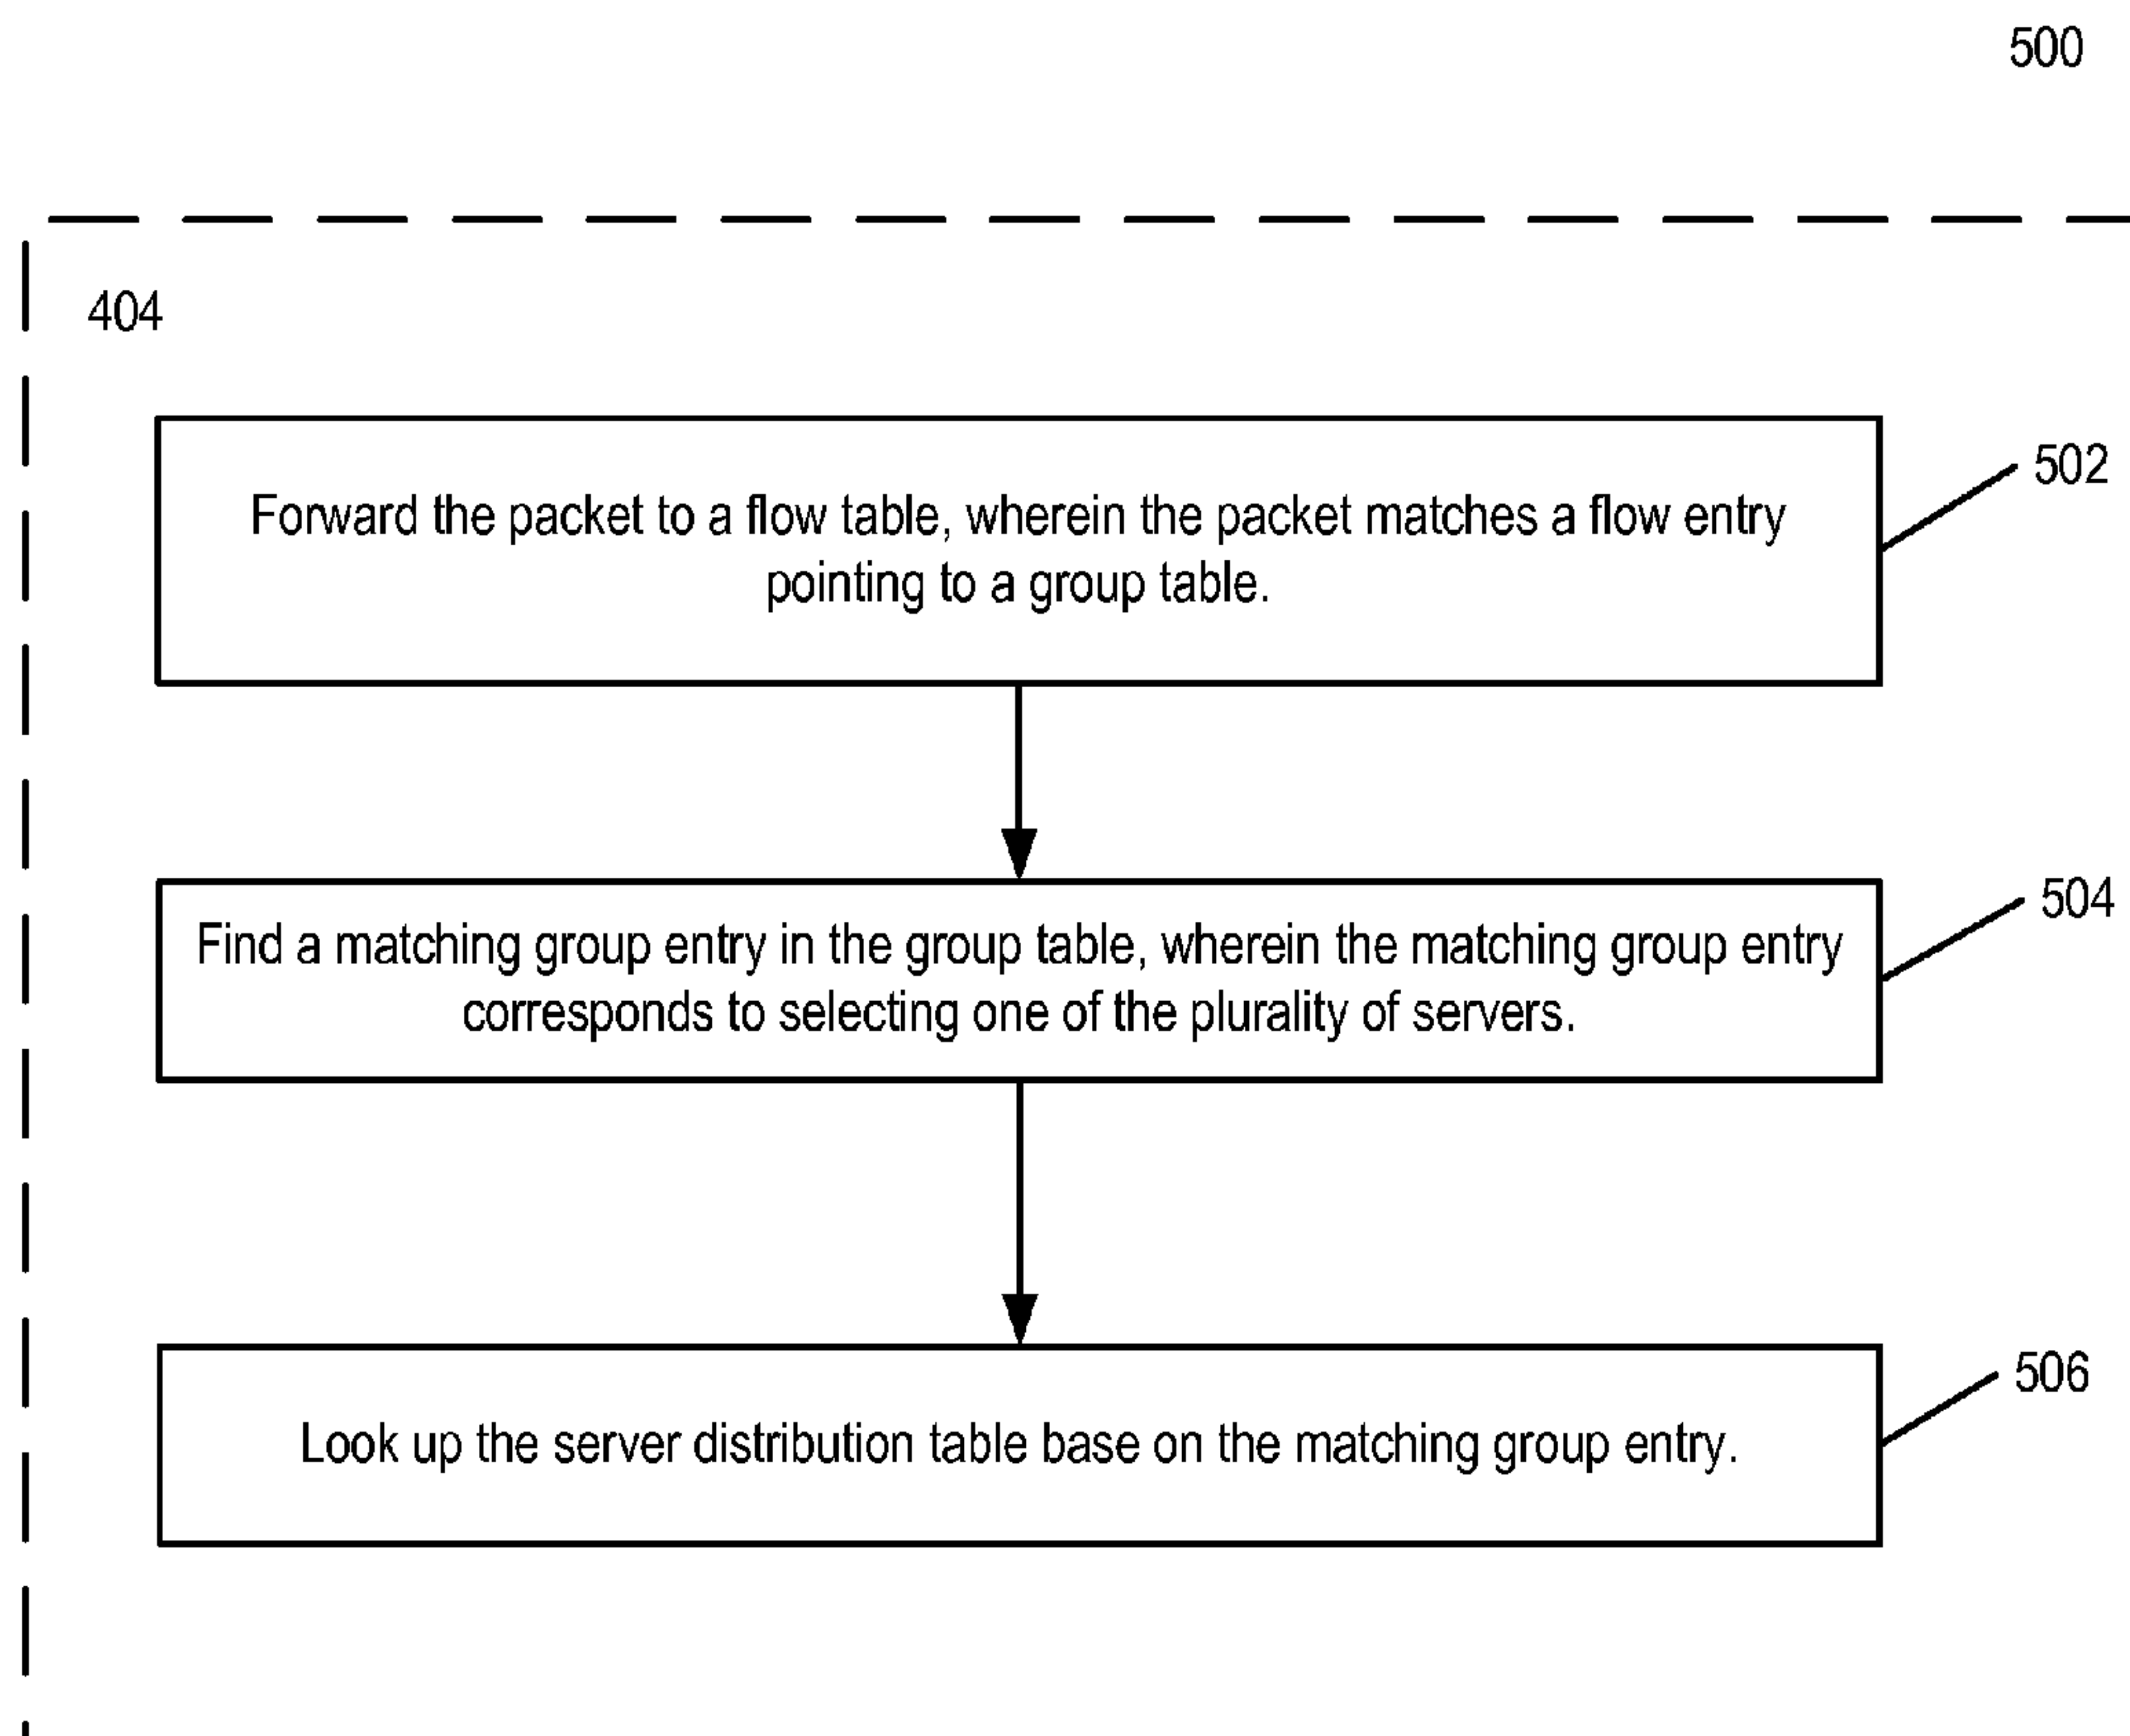 500
404
Forward the packet to a flow table, wherein the packet matches a flow entry
pointing to a group table.
502
Find a matching group entry in the group table, wherein the matching group entry
corresponds to selecting one of the plurality of servers.
504
Look up the server distribution table base on the matching group entry.
506